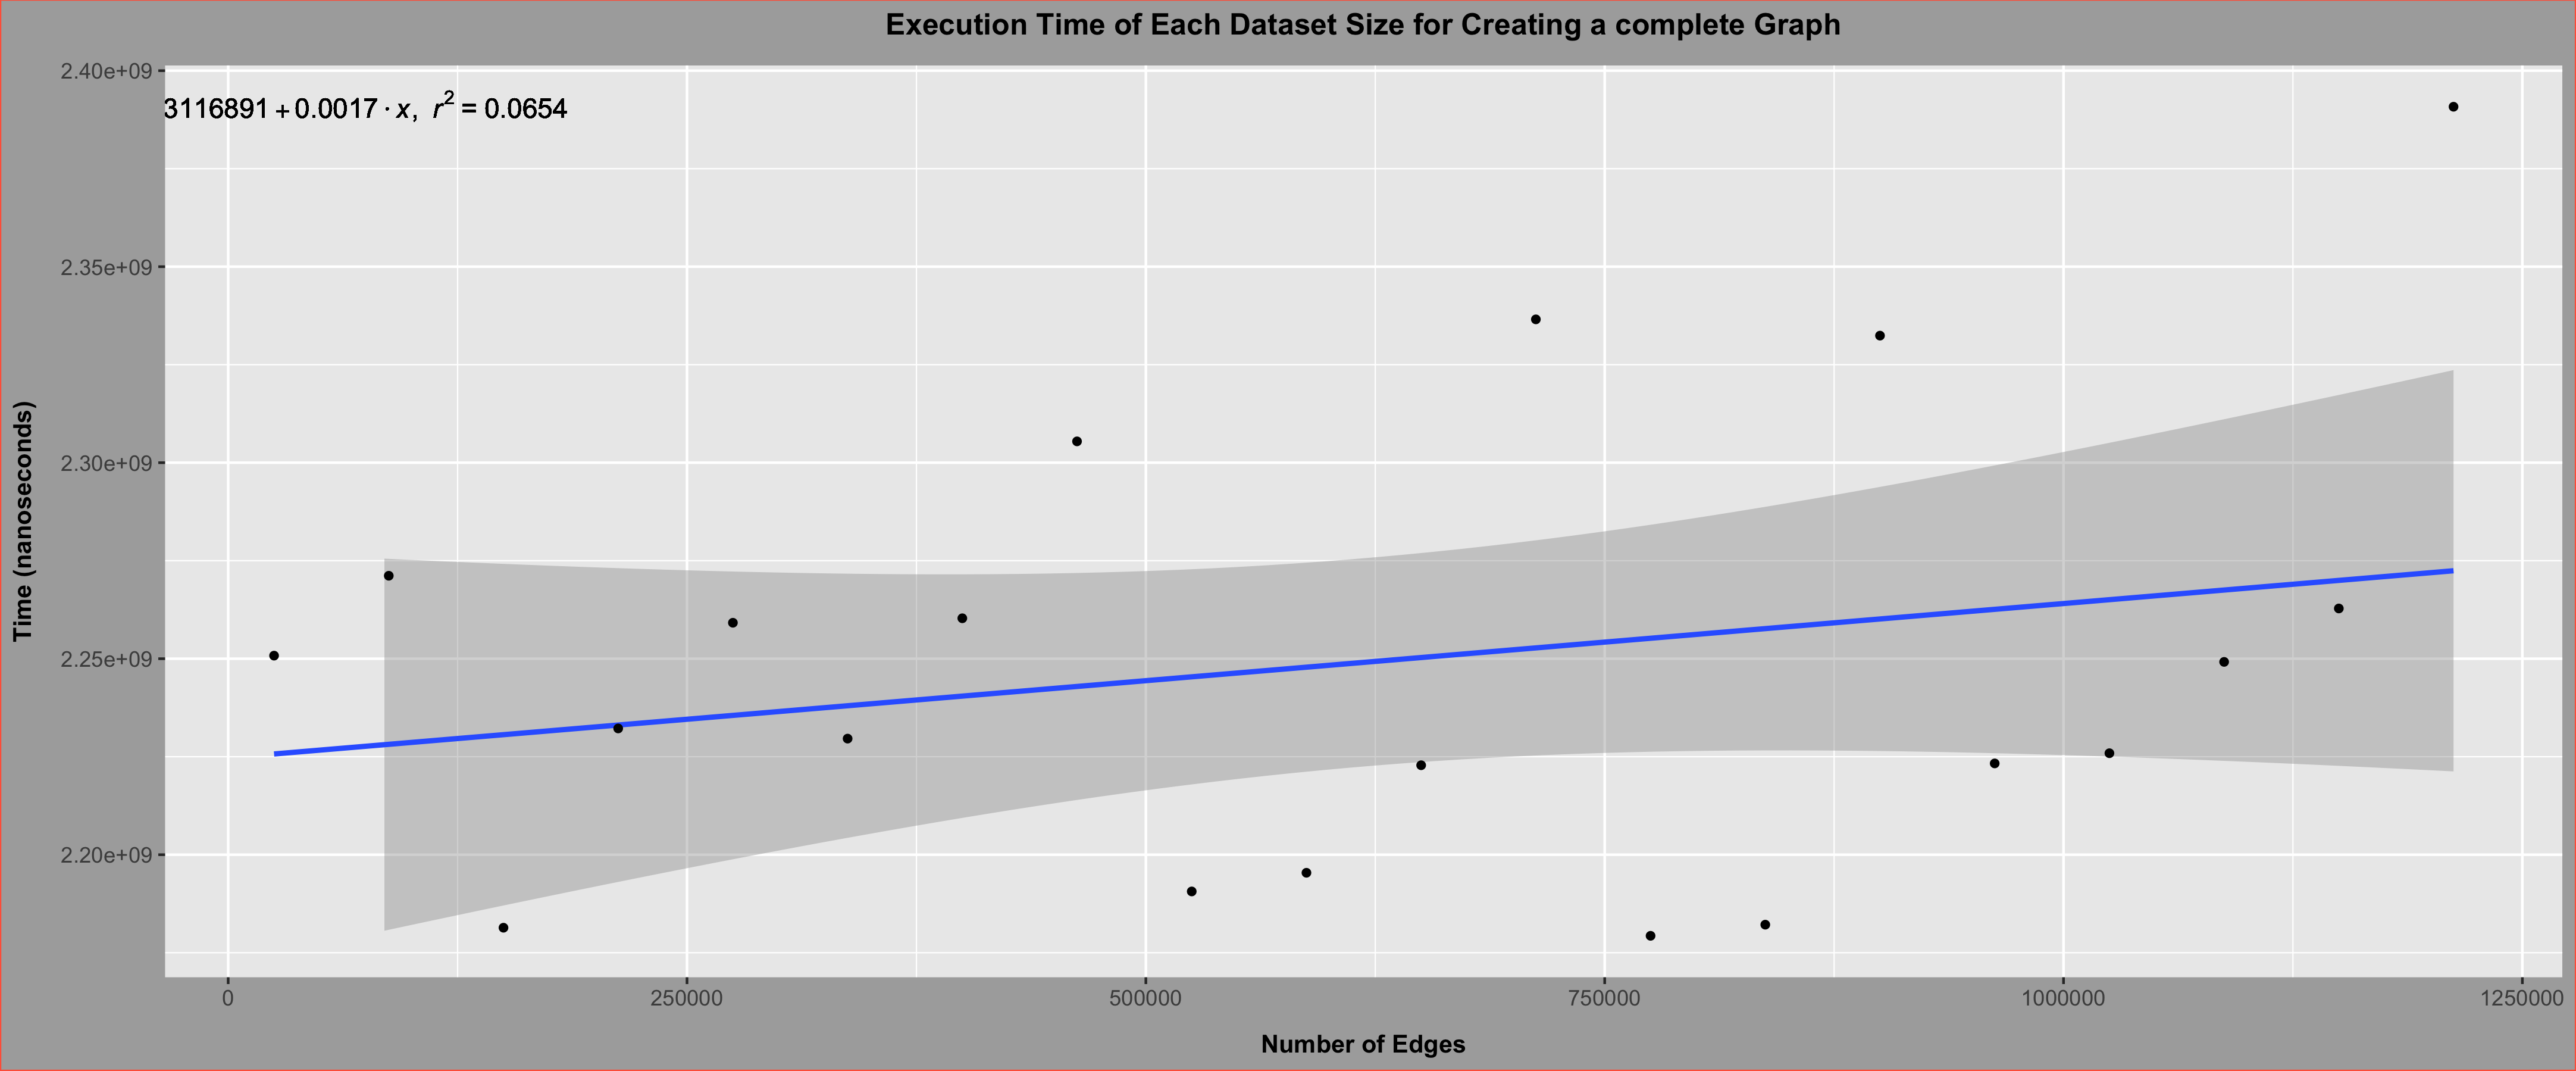 Execution Time of Each Dataset Size for Creating a complete Graph
2.40e+09
3116891 + 0.0017 · x, r² = 0.0654
2.35e+09
2.30e+09
2.25e+09
2.20e+09
Time (nanoseconds)
0 250000 500000 750000 1000000 1250000
Number of Edges